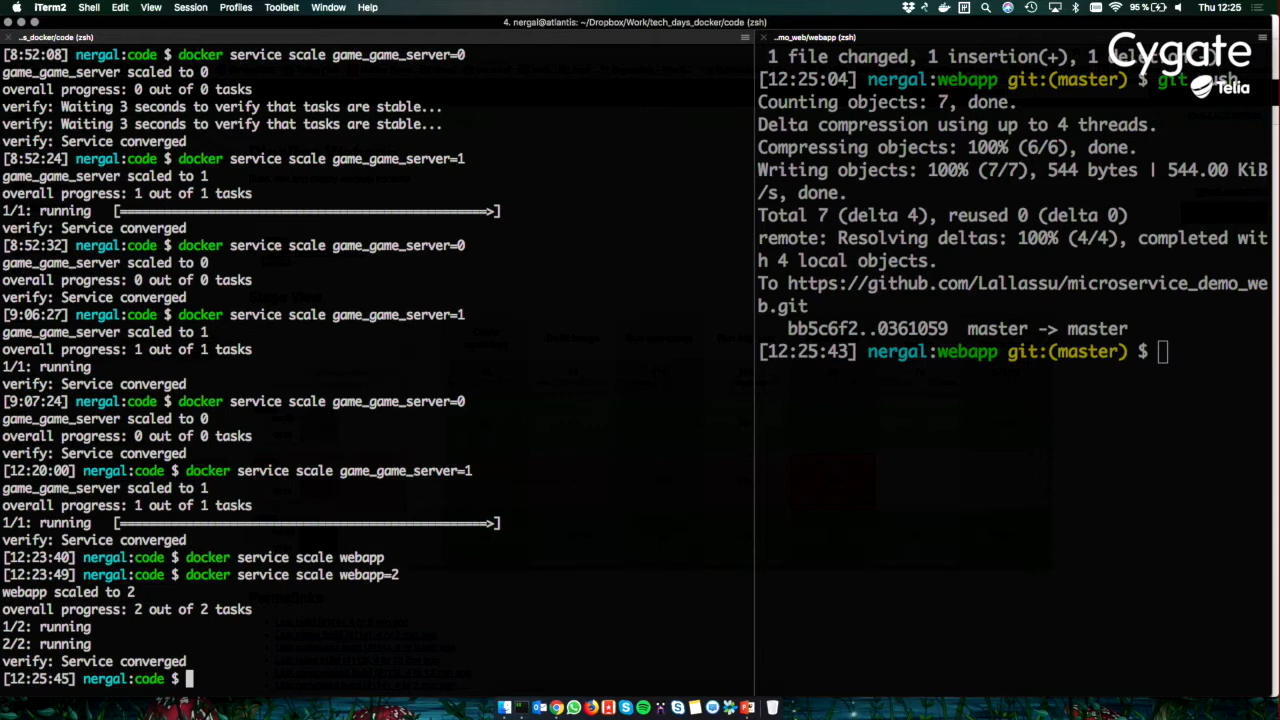 iTerm2 Shell Edit View Session Profiles Toolbelt Window Help
95 % Thu 12:25
4. nergal@atlantis: ~/Dropbox/Work/tech_days_docker/code (zsh)
..s_docker/code (zsh)
[8:52:08] nergal:code $ docker service scale game_game_server=0
game_game_server scaled to 0
overall progress: 0 out of 0 tasks
verify: Waiting 3 seconds to verify that tasks are stable...
verify: Waiting 3 seconds to verify that tasks are stable...
verify: Service converged
[8:52:24] nergal:code $ docker service scale game_game_server=1
game_game_server scaled to 1
overall progress: 1 out of 1 tasks
1/1: running [==================================================>]
verify: Service converged
[8:52:32] nergal:code $ docker service scale game_game_server=0
game_game_server scaled to 0
overall progress: 0 out of 0 tasks
verify: Service converged
[9:06:27] nergal:code $ docker service scale game_game_server=1
game_game_server scaled to 1
overall progress: 1 out of 1 tasks
1/1: running
verify: Service converged
[9:07:24] nergal:code $ docker service scale game_game_server=0
game_game_server scaled to 0
overall progress: 0 out of 0 tasks
verify: Service converged
[12:20:00] nergal:code $ docker service scale game_game_server=1
game_game_server scaled to 1
overall progress: 1 out of 1 tasks
1/1: running [==================================================>]
verify: Service converged
[12:23:40] nergal:code $ docker service scale webapp
[12:23:49] nergal:code $ docker service scale webapp=2
webapp scaled to 2
overall progress: 2 out of 2 tasks
1/2: running
2/2: running
verify: Service converged
[12:25:45] nergal:code $
..mo_web/webapp (zsh)
1 file changed, 1 insertion(+), 1
[12:25:04] nergal:webapp git:(master) $ git
Counting objects: 7, done.
Delta compression using up to 4 threads.
Compressing objects: 100% (6/6), done.
Writing objects: 100% (7/7), 544 bytes | 544.00 KiB
/s, done.
Total 7 (delta 4), reused 0 (delta 0)
remote: Resolving deltas: 100% (4/4), completed wit
h 4 local objects.
To https://github.com/Lallassu/microservice_demo_we
b.git
bb5c6f2..0361059 master -> master
[12:25:43] nergal:webapp git:(master) $
Cygate
Telia
Stage View
Permalinks